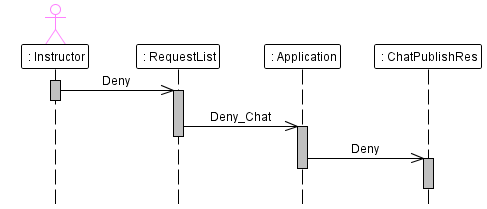 : Instructor
: RequestList
: Application
: ChatPublishRes
Deny
Deny_Chat
Deny